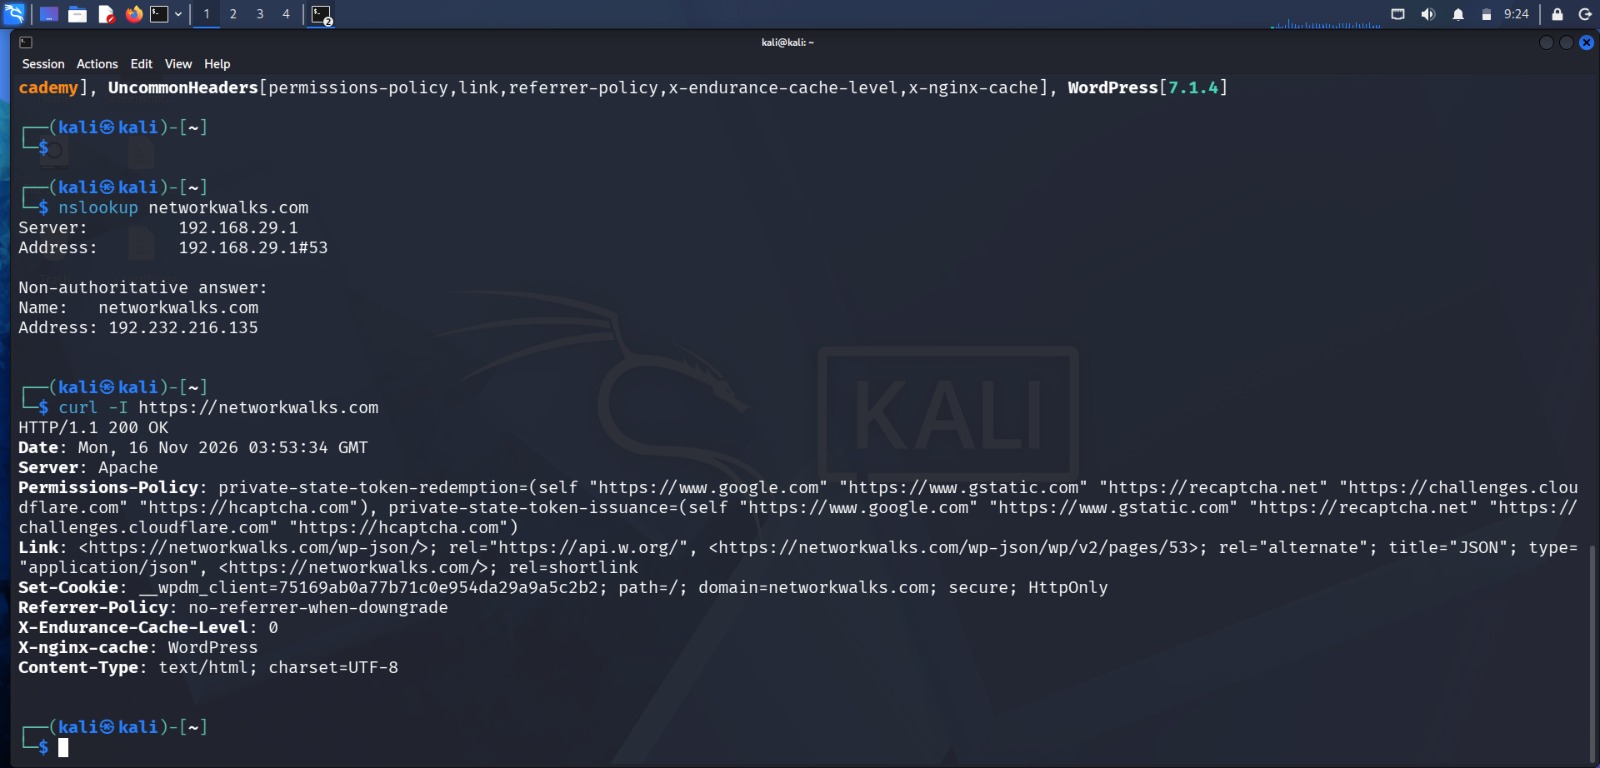 1 2 3 4 2 9:24
kali@kali: ~
Session Actions Edit View Help
cademy], UncommonHeaders[permissions-policy,link,referrer-policy,x-endurance-cache-level,x-nginx-cache], WordPress[7.1.4]
┌──(kali㉿kali)-[~]
└─$
┌──(kali㉿kali)-[~]
└─$ nslookup networkwalks.com
Server:         192.168.29.1
Address:        192.168.29.1#53
Non-authoritative answer:
Name:   networkwalks.com
Address: 192.232.216.135
┌──(kali㉿kali)-[~]
└─$ curl -I https://networkwalks.com
HTTP/1.1 200 OK
Date: Mon, 16 Nov 2026 03:53:34 GMT
Server: Apache
Permissions-Policy: private-state-token-redemption=(self "https://www.google.com" "https://www.gstatic.com" "https://recaptcha.net" "https://challenges.clou
dflare.com" "https://hcaptcha.com"), private-state-token-issuance=(self "https://www.google.com" "https://www.gstatic.com" "https://recaptcha.net" "https://
challenges.cloudflare.com" "https://hcaptcha.com")
Link: <https://networkwalks.com/wp-json/>; rel="https://api.w.org/", <https://networkwalks.com/wp-json/wp/v2/pages/53>; rel="alternate"; title="JSON"; type=
"application/json", <https://networkwalks.com/>; rel=shortlink
Set-Cookie: __wpdm_client=75169ab0a77b71c0e954da29a9a5c2b2; path=/; domain=networkwalks.com; secure; HttpOnly
Referrer-Policy: no-referrer-when-downgrade
X-Endurance-Cache-Level: 0
X-nginx-cache: WordPress
Content-Type: text/html; charset=UTF-8
┌──(kali㉿kali)-[~]
└─$
KALI